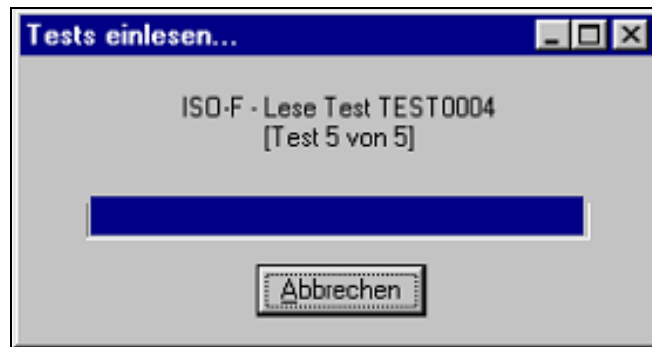 Tests einlesen...
ISO-F - Lese Test TEST0004
[Test 5 von 5]
Abbrechen